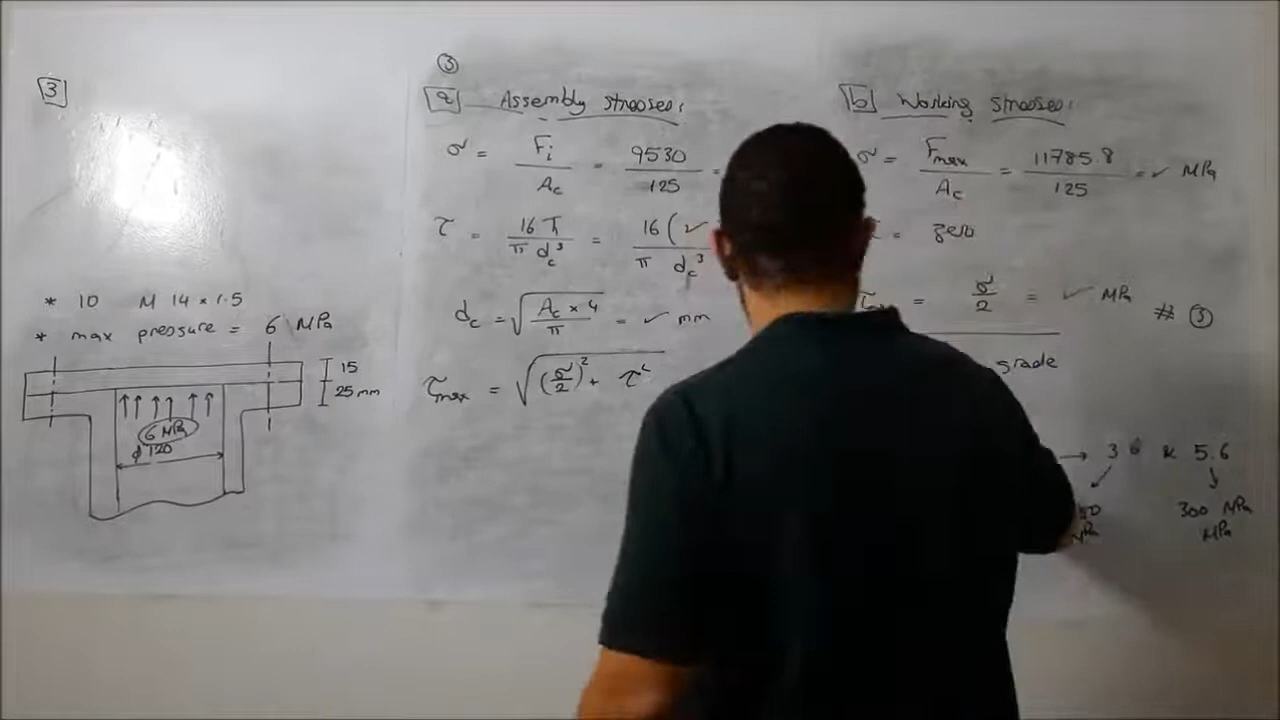 3
* 10 M 14 × 1.5
* max pressure = 6 MPa
15
25 mm
6 MPa
ϕ 120
③
a Assembly stresses:
σ = Fi / Ac = 9530 / 125 =
τ = 16 T / π dc³ = 16 ( ✓ / π dc³
dc = √(Ac × 4 / π) = ✓ mm
τmax = √((σ/2)² + τ²
b Working stresses:
σ = Fmax / Ac = 11785.8 / 125 = ✓ MPa
= zero
= σ / 2 = ✓ MPa
# ③
grade
→ 3.6 & 5.6
300 MPa
MPa